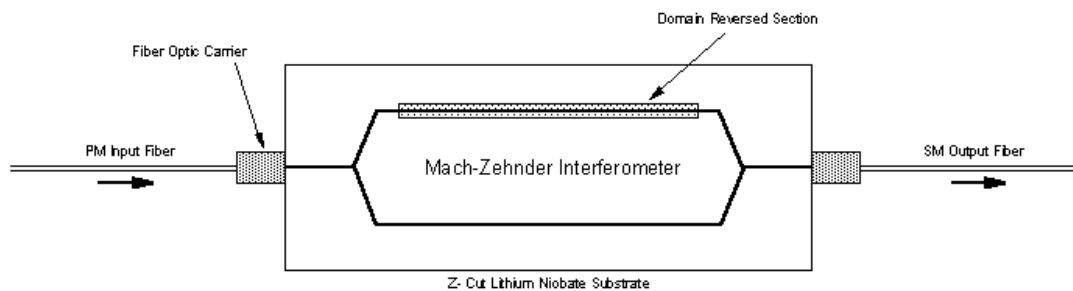 Domain Reversed Section
Fiber Optic Carrier
PM Input Fiber
SM Output Fiber
Mach-Zehnder Interferometer
Z- Cut Lithium Niobate Substrate